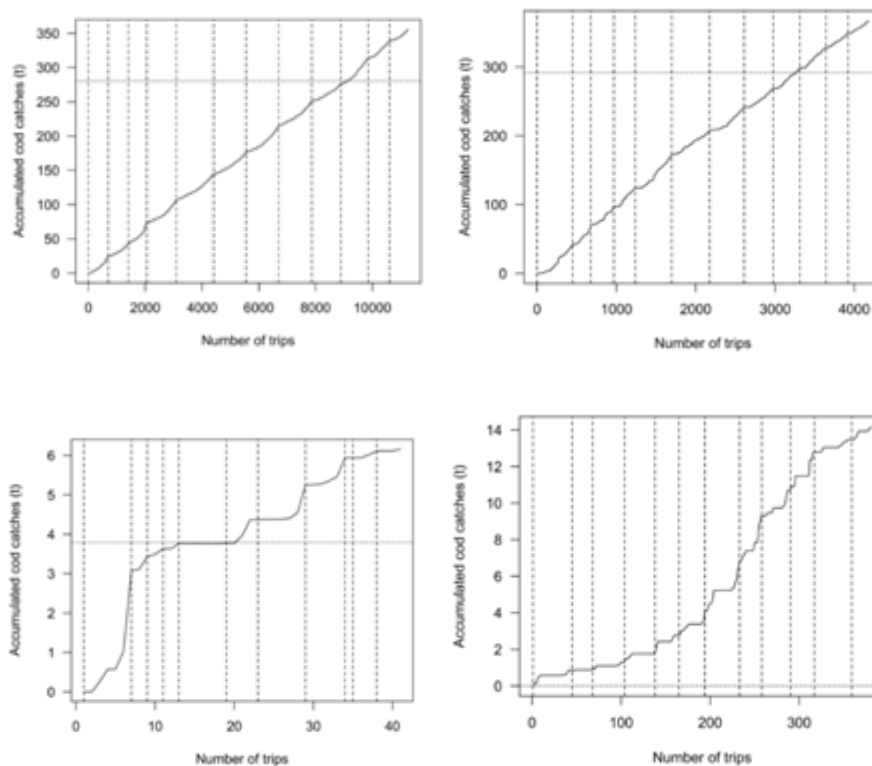 Accumulated cod catches (t)
350
300
250
200
150
100
50
0
0 2000 4000 6000 8000 10000
Number of trips
Accumulated cod catches (t)
300
200
100
0
0 1000 2000 3000 4000
Number of trips
Accumulated cod catches (t)
6
5
4
3
2
1
0
0 10 20 30 40
Number of trips
Accumulated cod catches (t)
14
12
10
8
6
4
2
0
0 100 200 300
Number of trips